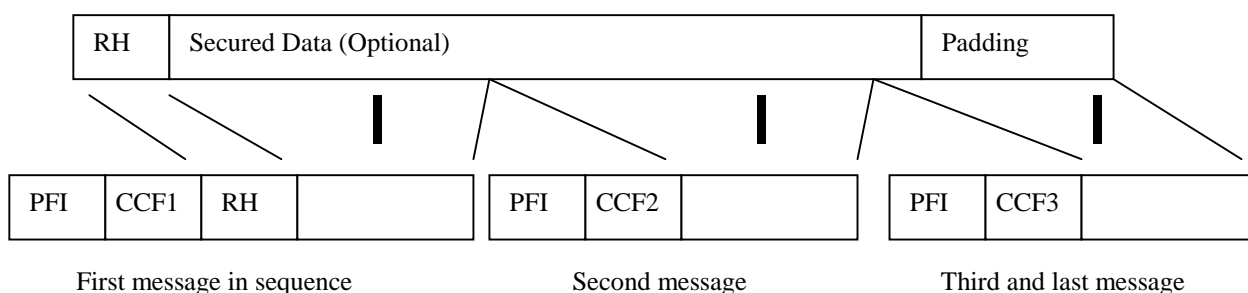 RH Secured Data (Optional) Padding
PFI CCF1 RH PFI CCF2 PFI CCF3
First message in sequence Second message Third and last message